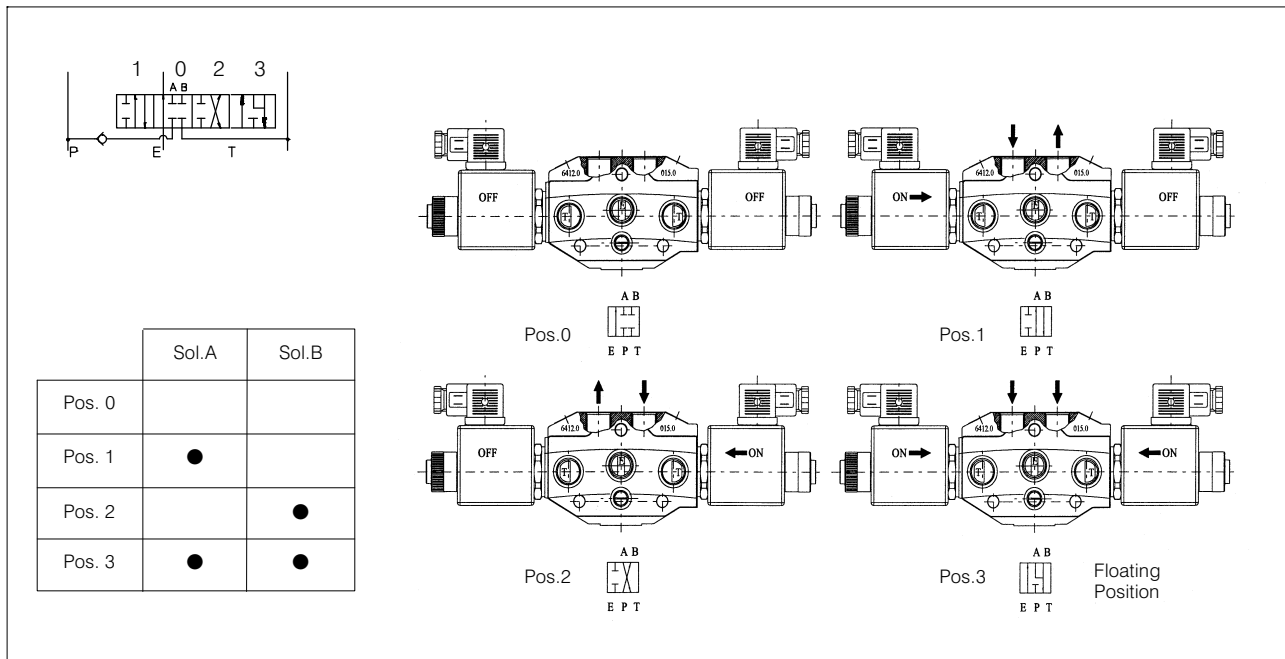 1 0 2 3
A B
P E T
Sol.A Sol.B
Pos. 0
Pos. 1 ●
Pos. 2 ●
Pos. 3 ● ●
OFF 6412.0 015.0 OFF
T T
A B
Pos.0
E P T
ON 6412.0 015.0 OFF
T T
A B
Pos.1
E P T
OFF 6412.0 015.0 ON
T T
A B
Pos.2
E P T
ON 6412.0 015.0 ON
T T
A B
Pos.3 Floating
Position
E P T